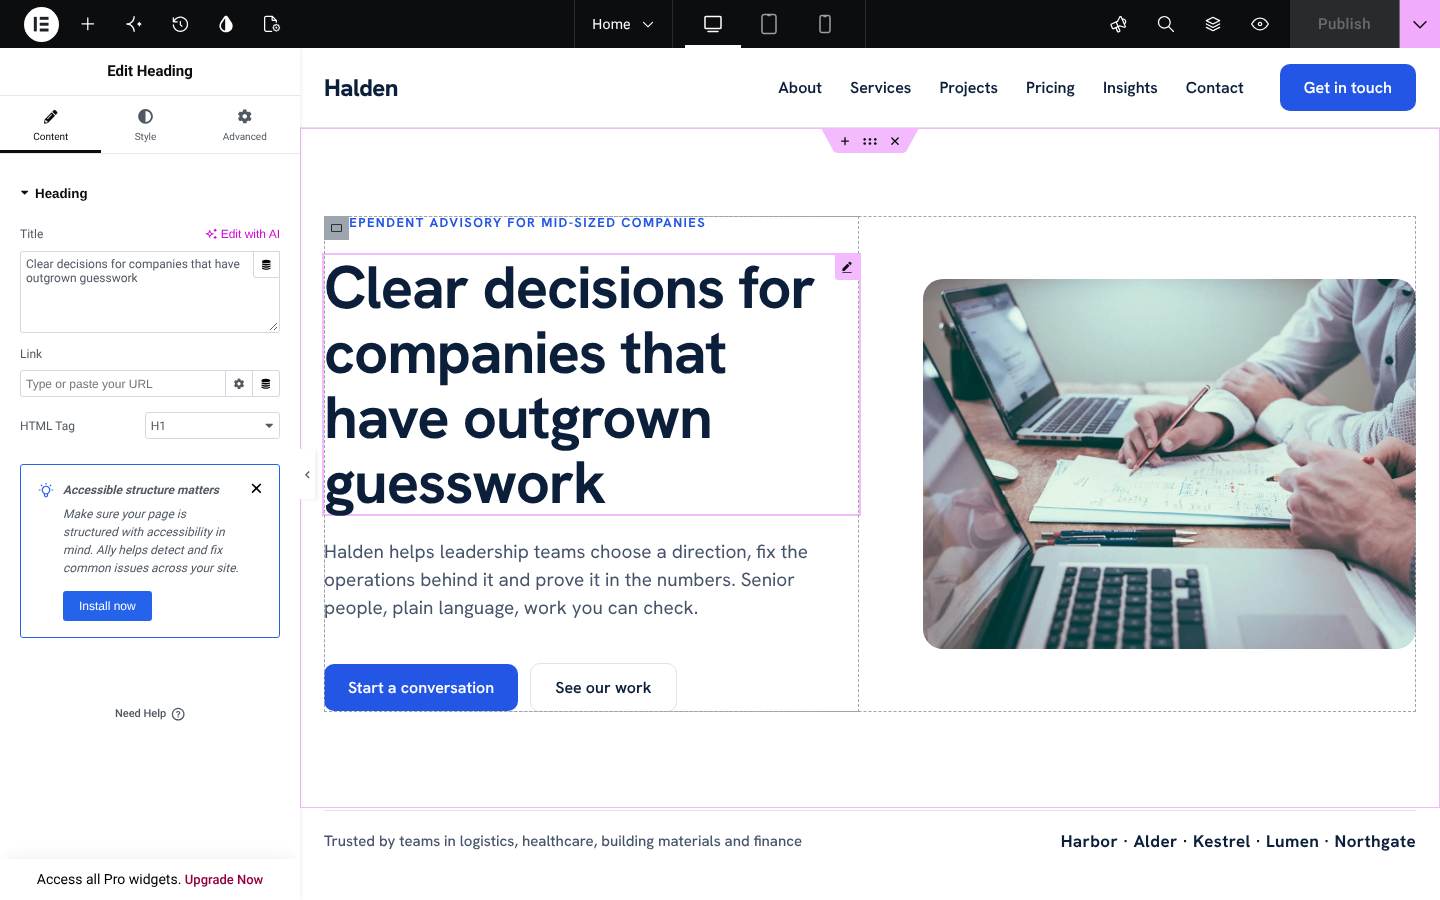 Home
Publish
Edit Heading
Content
Style
Advanced
Heading
Title
Edit with AI
Clear decisions for companies that have
outgrown guesswork
Link
Type or paste your URL
HTML Tag
H1
Accessible structure matters
Make sure your page is
structured with accessibility in
mind. Ally helps detect and fix
common issues across your site.
Install now
Need Help
Access all Pro widgets. Upgrade Now
Halden
About
Services
Projects
Pricing
Insights
Contact
Get in touch
EPENDENT ADVISORY FOR MID-SIZED COMPANIES
Clear decisions for
companies that
have outgrown
guesswork
Halden helps leadership teams choose a direction, fix the
operations behind it and prove it in the numbers. Senior
people, plain language, work you can check.
Start a conversation
See our work
Trusted by teams in logistics, healthcare, building materials and finance
Harbor · Alder · Kestrel · Lumen · Northgate